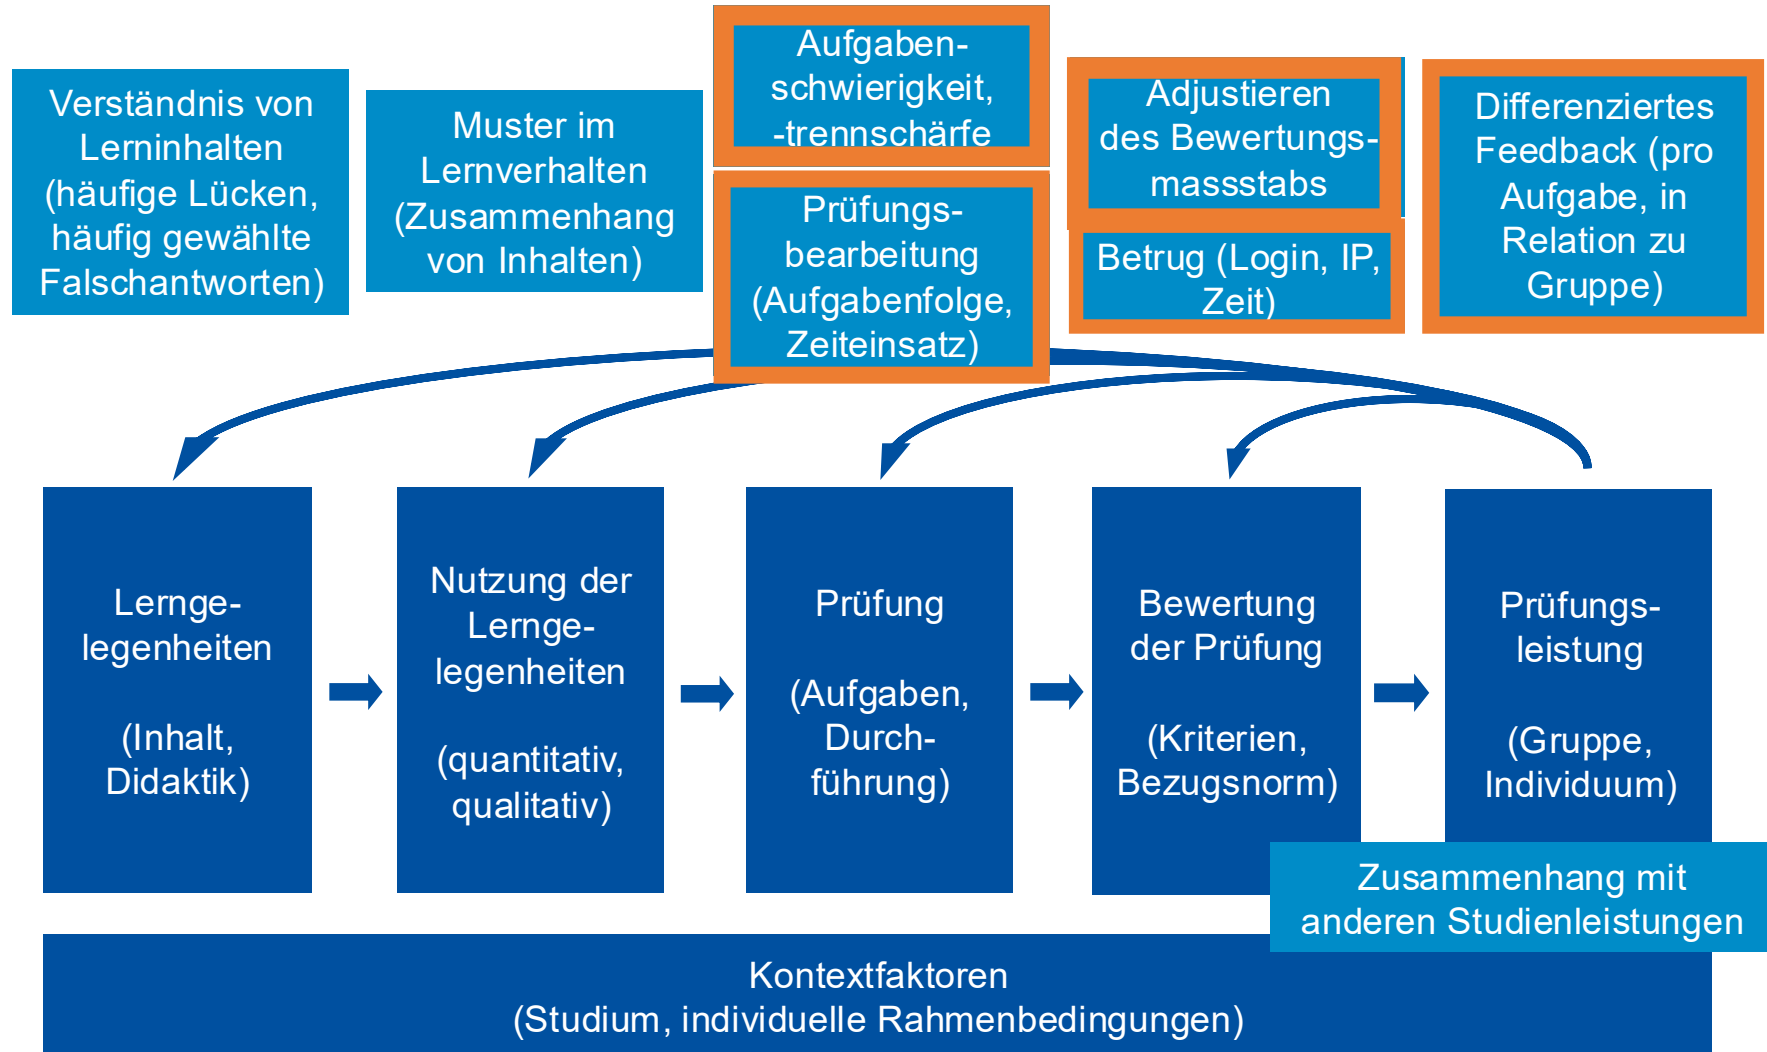 Verständnis von
Lerninhalten
(häufige Lücken,
häufig gewählte
Falschantworten)
Muster im
Lernverhalten
(Zusammenhang
von Inhalten)
Aufgaben-
schwierigkeit,
-trennschärfe
Prüfungs-
bearbeitung
(Aufgabenfolge,
Zeiteinsatz)
Adjustieren
des Bewertungs-
massstabs
Betrug (Login, IP,
Zeit)
Differenziertes
Feedback (pro
Aufgabe, in
Relation zu
Gruppe)
Lernge-
legenheiten
(Inhalt,
Didaktik)
Nutzung der
Lernge-
legenheiten
(quantitativ,
qualitativ)
Prüfung
(Aufgaben,
Durch-
führung)
Bewertung
der Prüfung
(Kriterien,
Bezugsnorm)
Prüfungs-
leistung
(Gruppe,
Individuum)
Zusammenhang mit
anderen Studienleistungen
Kontextfaktoren
(Studium, individuelle Rahmenbedingungen)